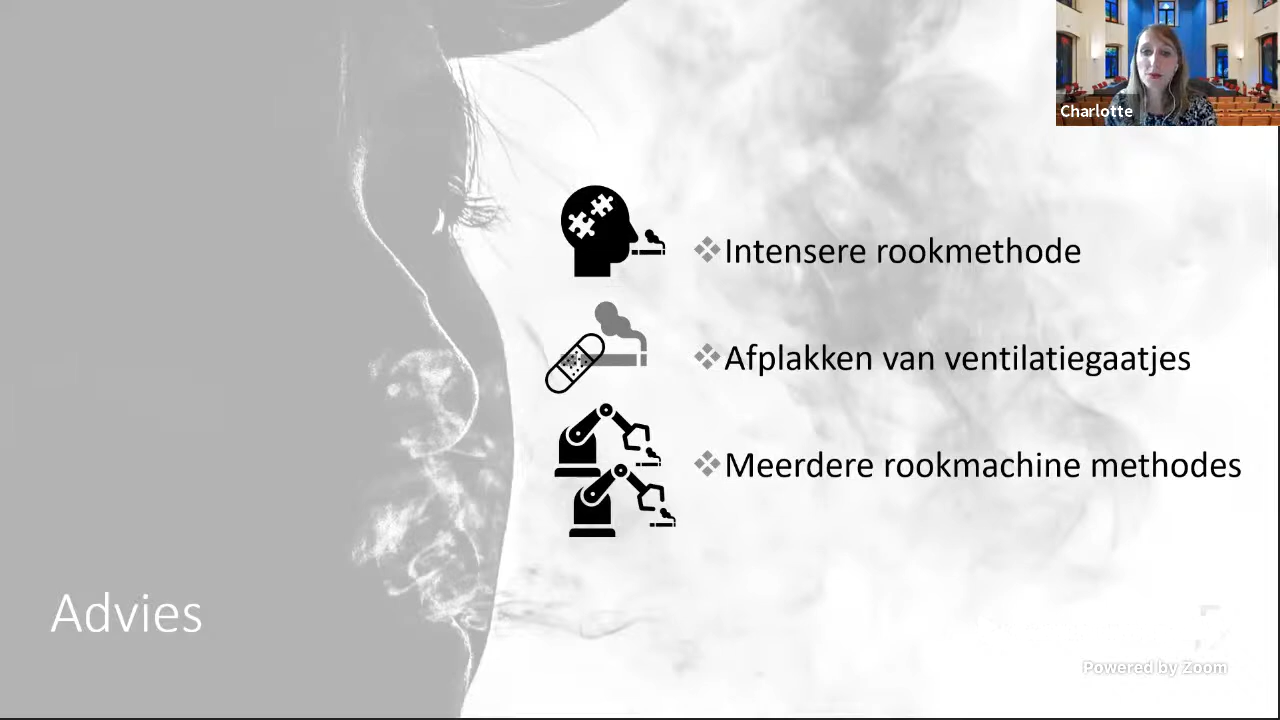 Charlotte
❖Intensere rookmethode
❖Afplakken van ventilatiegaatjes
❖Meerdere rookmachine methodes
Advies
Powered by Zoom